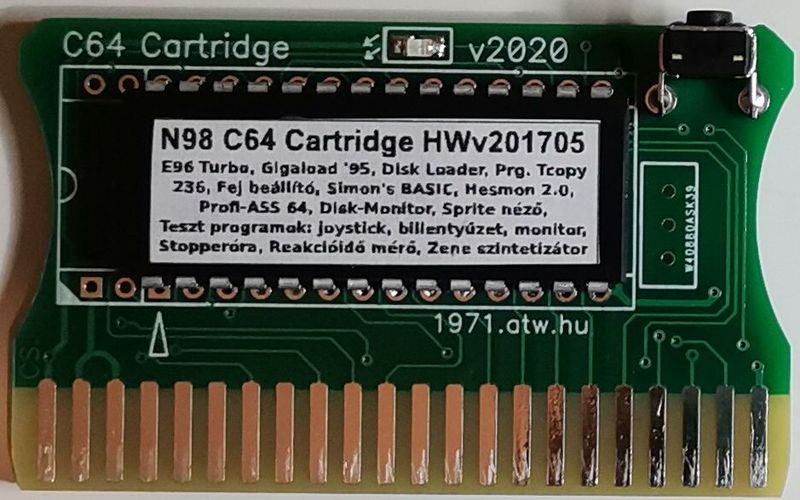 C64 Cartridge v2020
N98 C64 Cartridge HWv201705
E96 Turbo, Gigaload '95, Disk Loader, Prg. Tcopy
236, Fej beállító, Simon's BASIC, Hesmon 2.0,
Profi-ASS 64, Disk-Monitor, Sprite néző,
Teszt programok: joystick, billentyűzet, monitor,
Stopperóra, Reakcióidő mérő, Zene szintetizátor
W40880ASK39
1971.atw.hu
CS